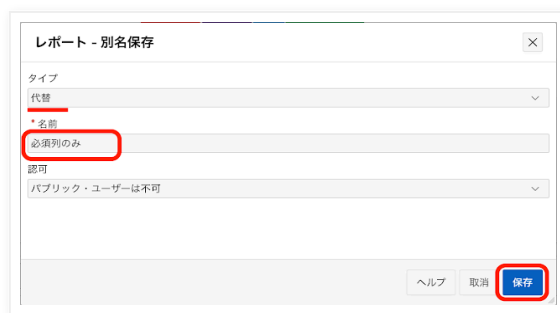 レポート - 別名保存
タイプ
代替
*名前
必須列のみ
認可
パブリック・ユーザーは不可
ヘルプ 取消 保存